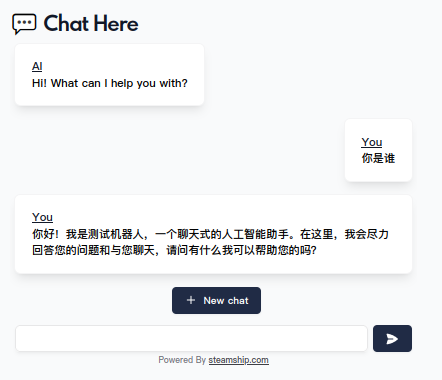 Chat Here
AI
Hi! What can I help you with?
You
你是谁
You
你好！我是测试机器人，一个聊天式的人工智能助手。在这里，我会尽力
回答您的问题和与您聊天，请问有什么我可以帮助您的吗？
+ New chat
Powered By steamship.com